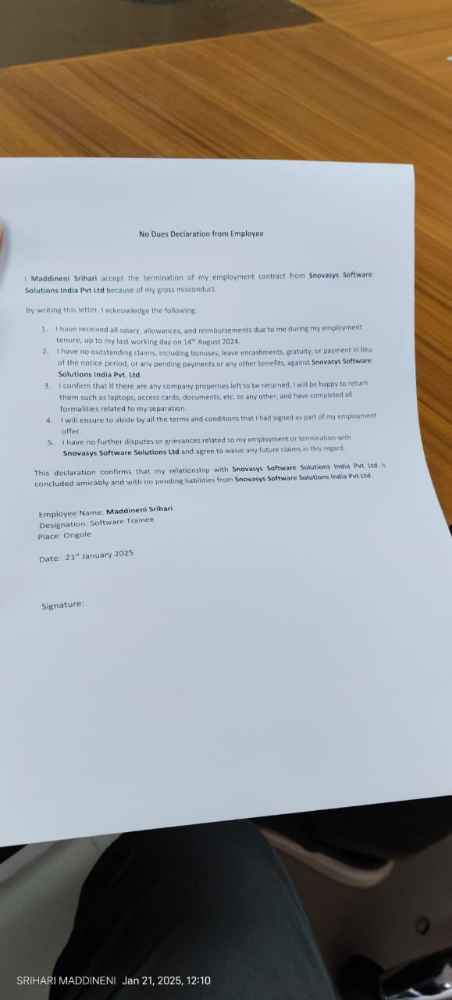 No Dues Declaration from Employee
I Maddineni Srihari accept the termination of my employment contract from Snovasys Software
Solutions India Pvt Ltd because of my gross misconduct.
By writing this letter, I acknowledge the following:
1. I have received all salary, allowances, and reimbursements due to me during my employment
tenure, up to my last working day on 14th August 2024.
2. I have no outstanding claims, including bonuses, leave encashments, gratuity, or payment in lieu
of the notice period, or any pending payments or any other benefits, against Snovasys Software
Solutions India Pvt. Ltd.
3. I confirm that If there are any company properties left to be returned, I will be happy to return
them such as laptops, access cards, documents, etc. or any other, and have completed all
formalities related to my separation.
4. I will ensure to abide by all the terms and conditions that I had signed as part of my employment
offer.
5. I have no further disputes or grievances related to my employment or termination with
Snovasys Software Solutions Ltd and agree to waive any future claims in this regard.
This declaration confirms that my relationship with Snovasys Software Solutions India Pvt Ltd is
concluded amicably and with no pending liabilities from Snovasys Software Solutions India Pvt Ltd.
Employee Name: Maddineni Srihari
Designation: Software Trainee
Place: Ongole
Date: 21st January 2025
Signature:
SRIHARI MADDINENI Jan 21, 2025, 12:10